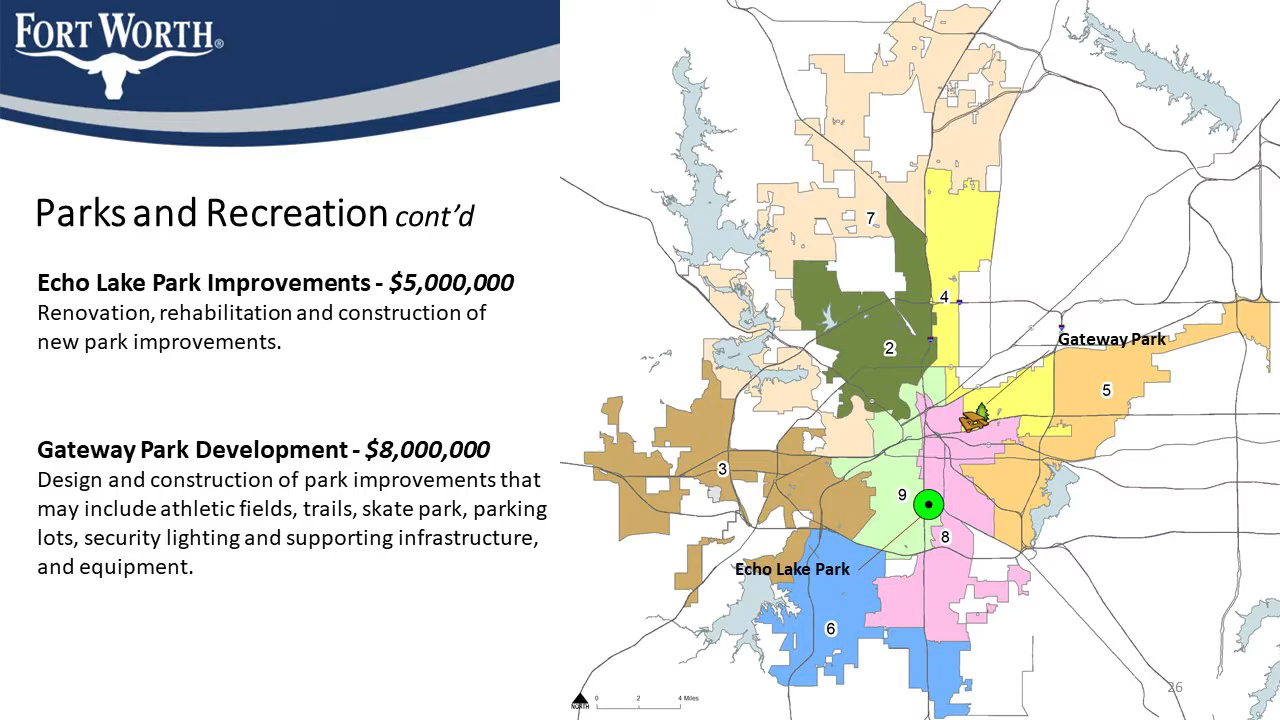 FORT WORTH®
Parks and Recreation cont’d
Echo Lake Park Improvements - $5,000,000
Renovation, rehabilitation and construction of
new park improvements.
Gateway Park Development - $8,000,000
Design and construction of park improvements that
may include athletic fields, trails, skate park, parking
lots, security lighting and supporting infrastructure,
and equipment.
7
4
2
Gateway Park
5
3
9
8
Echo Lake Park
6
NORTH
0 2 4 Miles
26